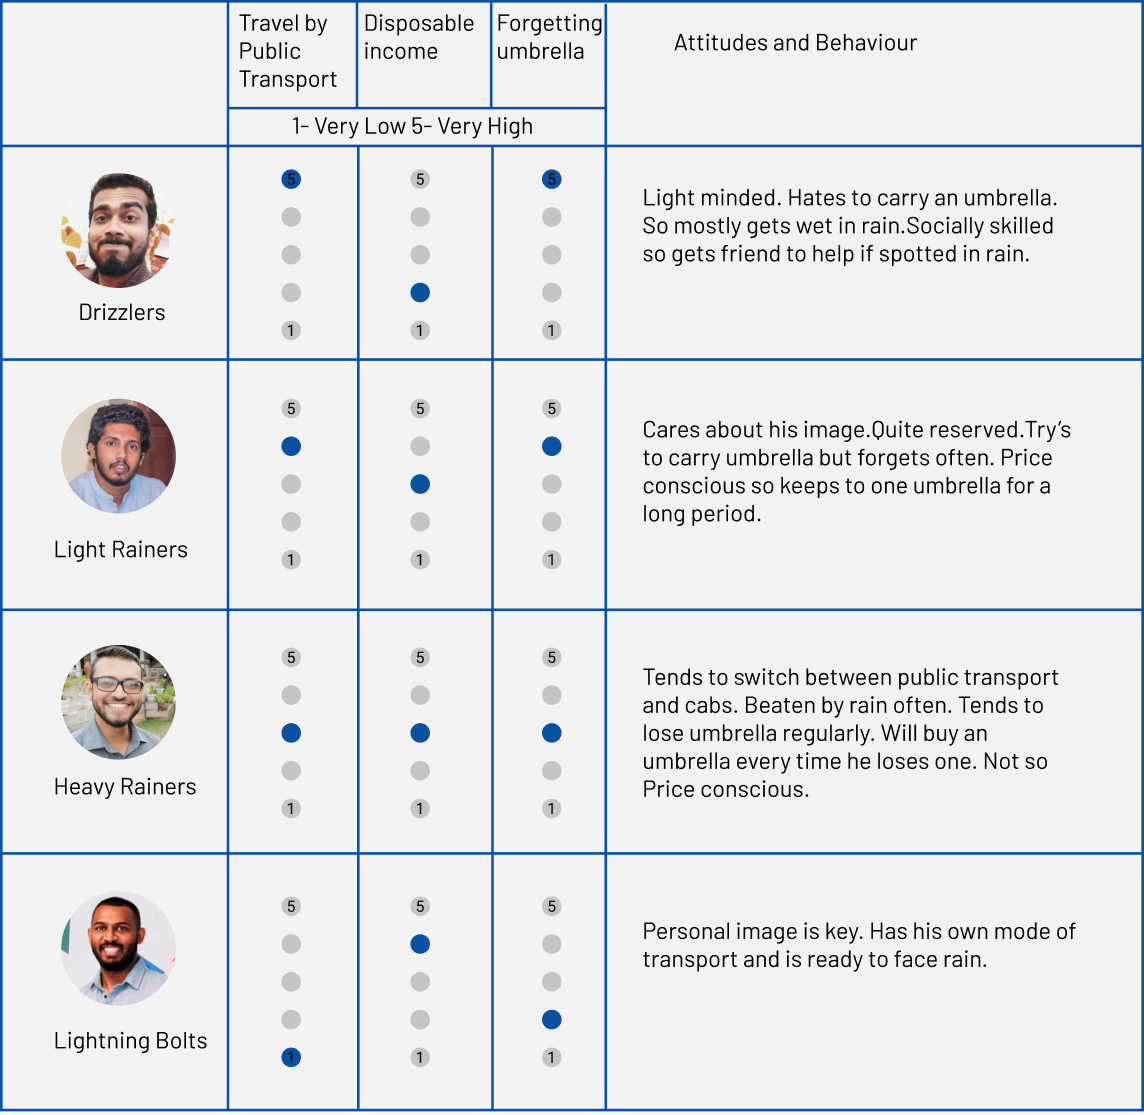 Travel by
Public
Transport
Disposable
income
Forgetting
umbrella
Attitudes and Behaviour
1- Very Low 5- Very High
5
5
5
1
1
1
Drizzlers
Light minded. Hates to carry an umbrella.
So mostly gets wet in rain.Socially skilled
so gets friend to help if spotted in rain.
5
5
5
1
1
1
Light Rainers
Cares about his image.Quite reserved.Try’s
to carry umbrella but forgets often. Price
conscious so keeps to one umbrella for a
long period.
5
5
5
1
1
1
Heavy Rainers
Tends to switch between public transport
and cabs. Beaten by rain often. Tends to
lose umbrella regularly. Will buy an
umbrella every time he loses one. Not so
Price conscious.
5
5
5
1
1
1
Lightning Bolts
Personal image is key. Has his own mode of
transport and is ready to face rain.